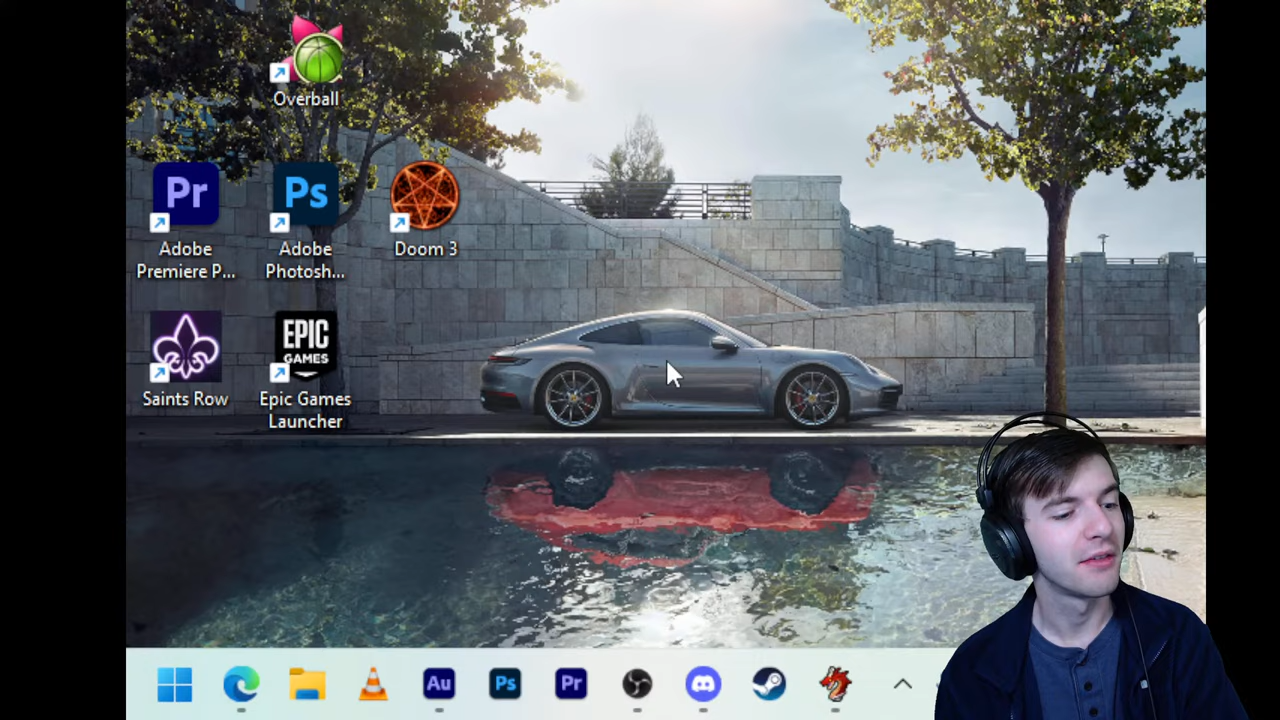 Overball
Pr
Ps
Adobe
Premiere P...
Adobe
Photosh...
Doom 3
EPIC
GAMES
Saints Row
Epic Games
Launcher
Au
Ps
Pr